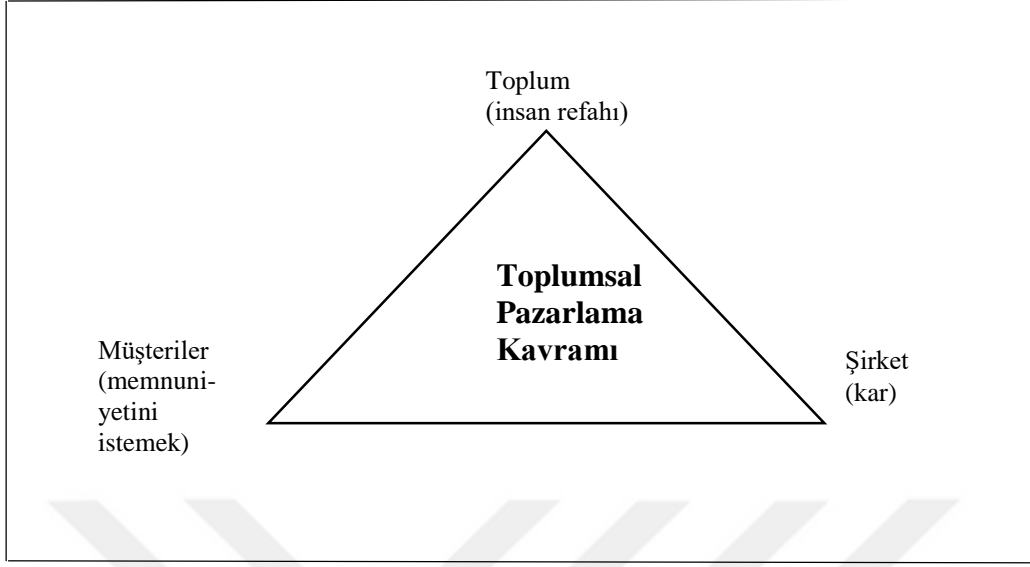 Toplum
(insan refahı)
Toplumsal
Pazarlama
Kavramı
Müşteriler
(memnuni-
yetini
istemek)
Şirket
(kar)